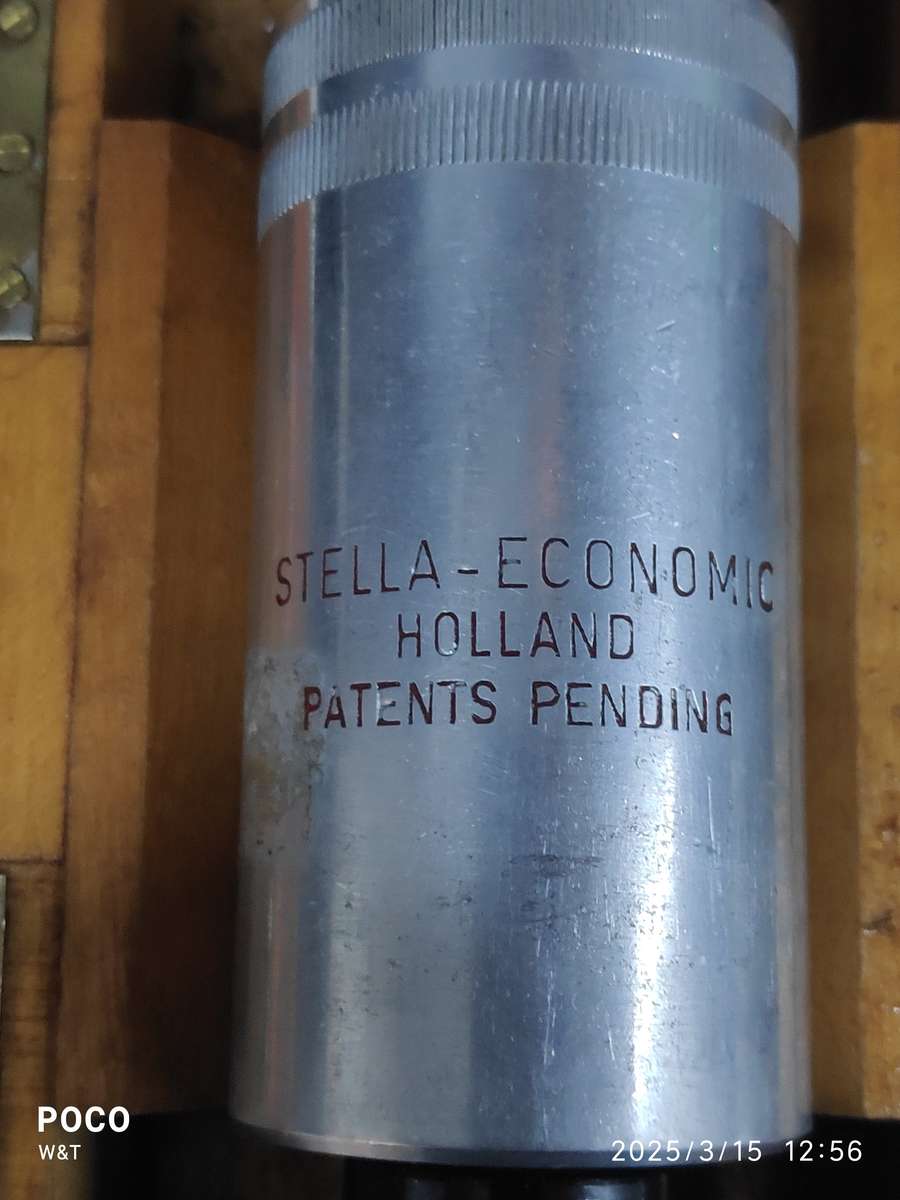 STELLA-ECONOMIC
HOLLAND
PATENTS PENDING
POCO
W&T
2025/3/15 12:56